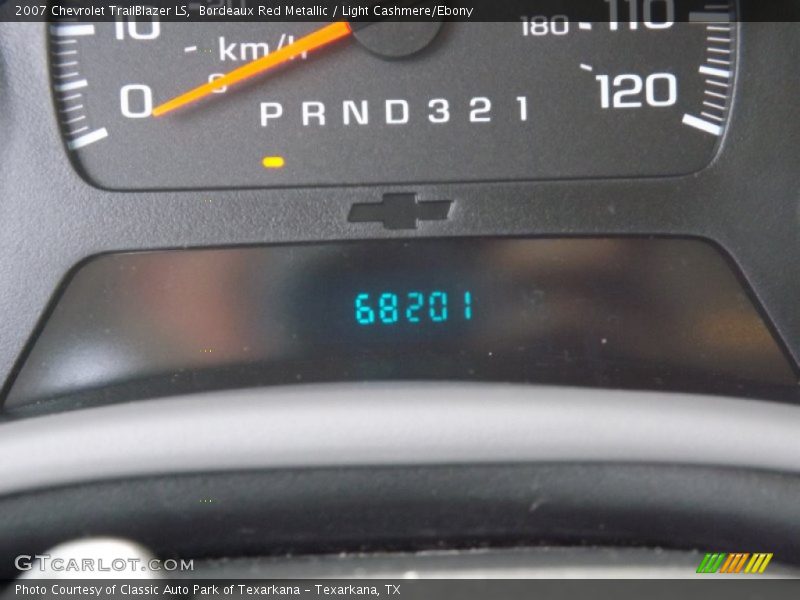 2007 Chevrolet TrailBlazer LS, Bordeaux Red Metallic / Light Cashmere/Ebony
10 180 110
km/h
0 120
P R N D 3 2 1
68201
GTCARLOT.COM
Photo Courtesy of Classic Auto Park of Texarkana - Texarkana, TX